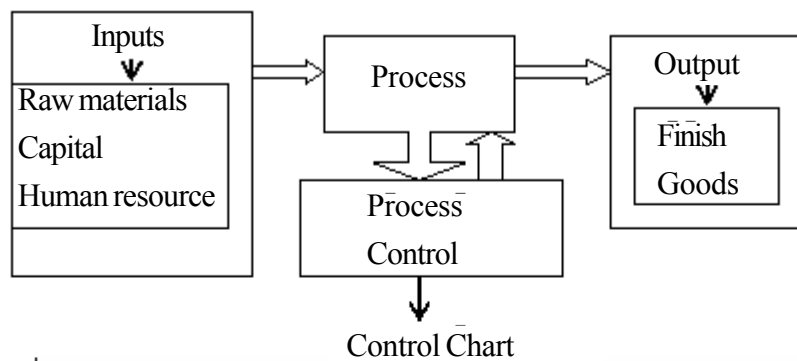 Inputs
Raw materials
Capital
Human resource
Process
Process
Control
Control Chart
Output
Finish
Goods